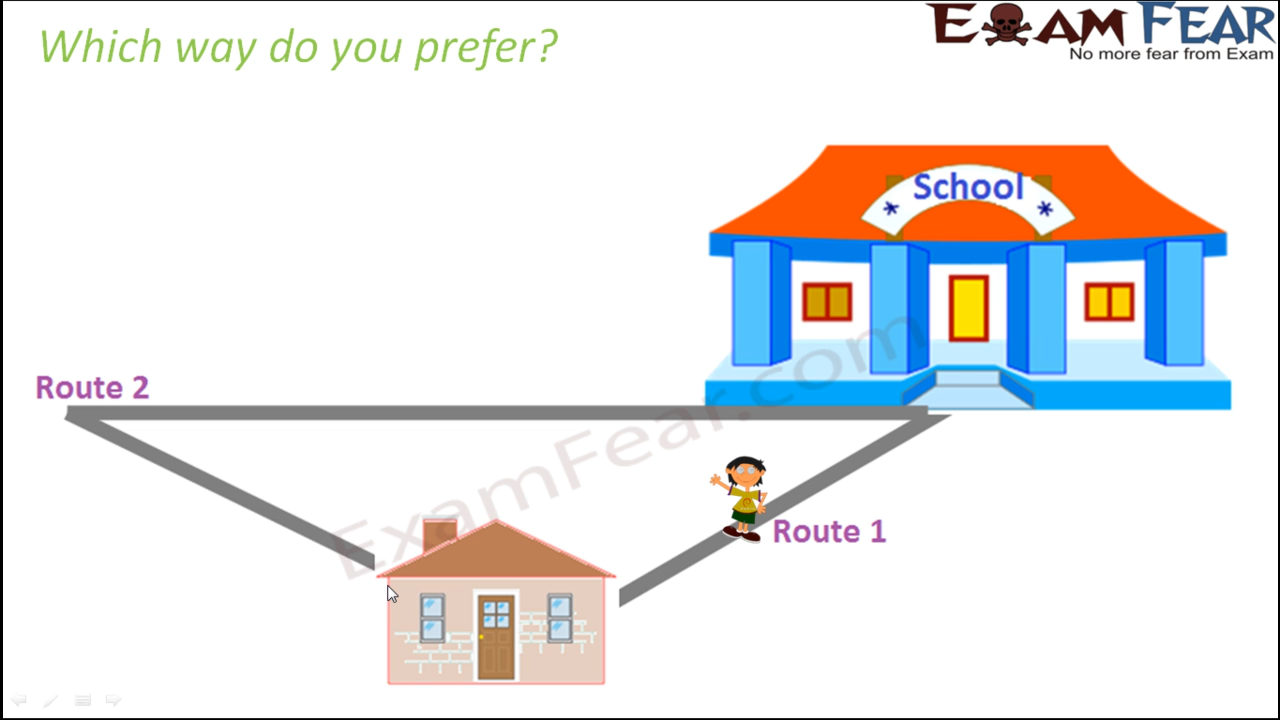 Which way do you prefer?
EXAM FEAR
No more fear from Exam
* School *
Route 2
ExamFear.com
Route 1